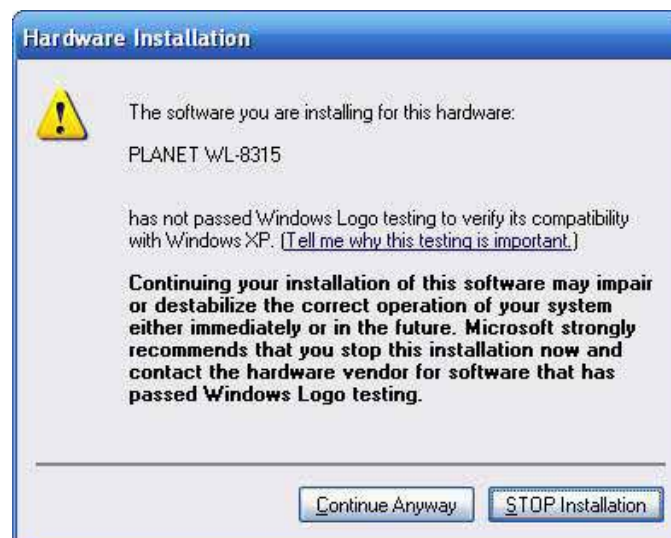 Hardware Installation
The software you are installing for this hardware:
PLANET WL-8315
has not passed Windows Logo testing to verify its compatibility
with Windows XP. (Tell me why this testing is important.)
Continuing your installation of this software may impair
or destabilize the correct operation of your system
either immediately or in the future. Microsoft strongly
recommends that you stop this installation now and
contact the hardware vendor for software that has
passed Windows Logo testing.
Continue Anyway STOP Installation